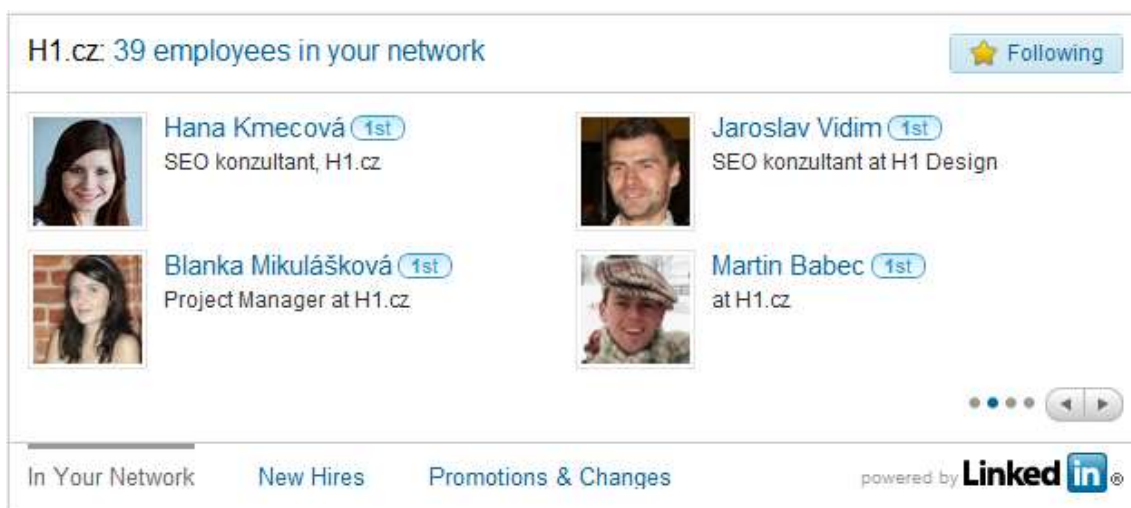 H1.cz: 39 employees in your network
Following
Hana Kmecová 1st
SEO konzultant, H1.cz
Jaroslav Vidim 1st
SEO konzultant at H1 Design
Blanka Mikulášková 1st
Project Manager at H1.cz
Martin Babec 1st
at H1.cz
In Your Network
New Hires
Promotions & Changes
powered by Linked in ®